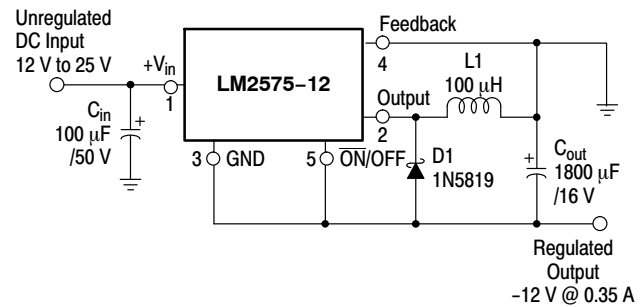 Unregulated
DC Input
12 V to 25 V
+Vin
1
Cin
100 μF
/50 V
+
LM2575−12
Feedback
4
Output
2
3
GND
5
ON/OFF
L1
100 μH
D1
1N5819
+
Cout
1800 μF
/16 V
Regulated
Output
−12 V @ 0.35 A